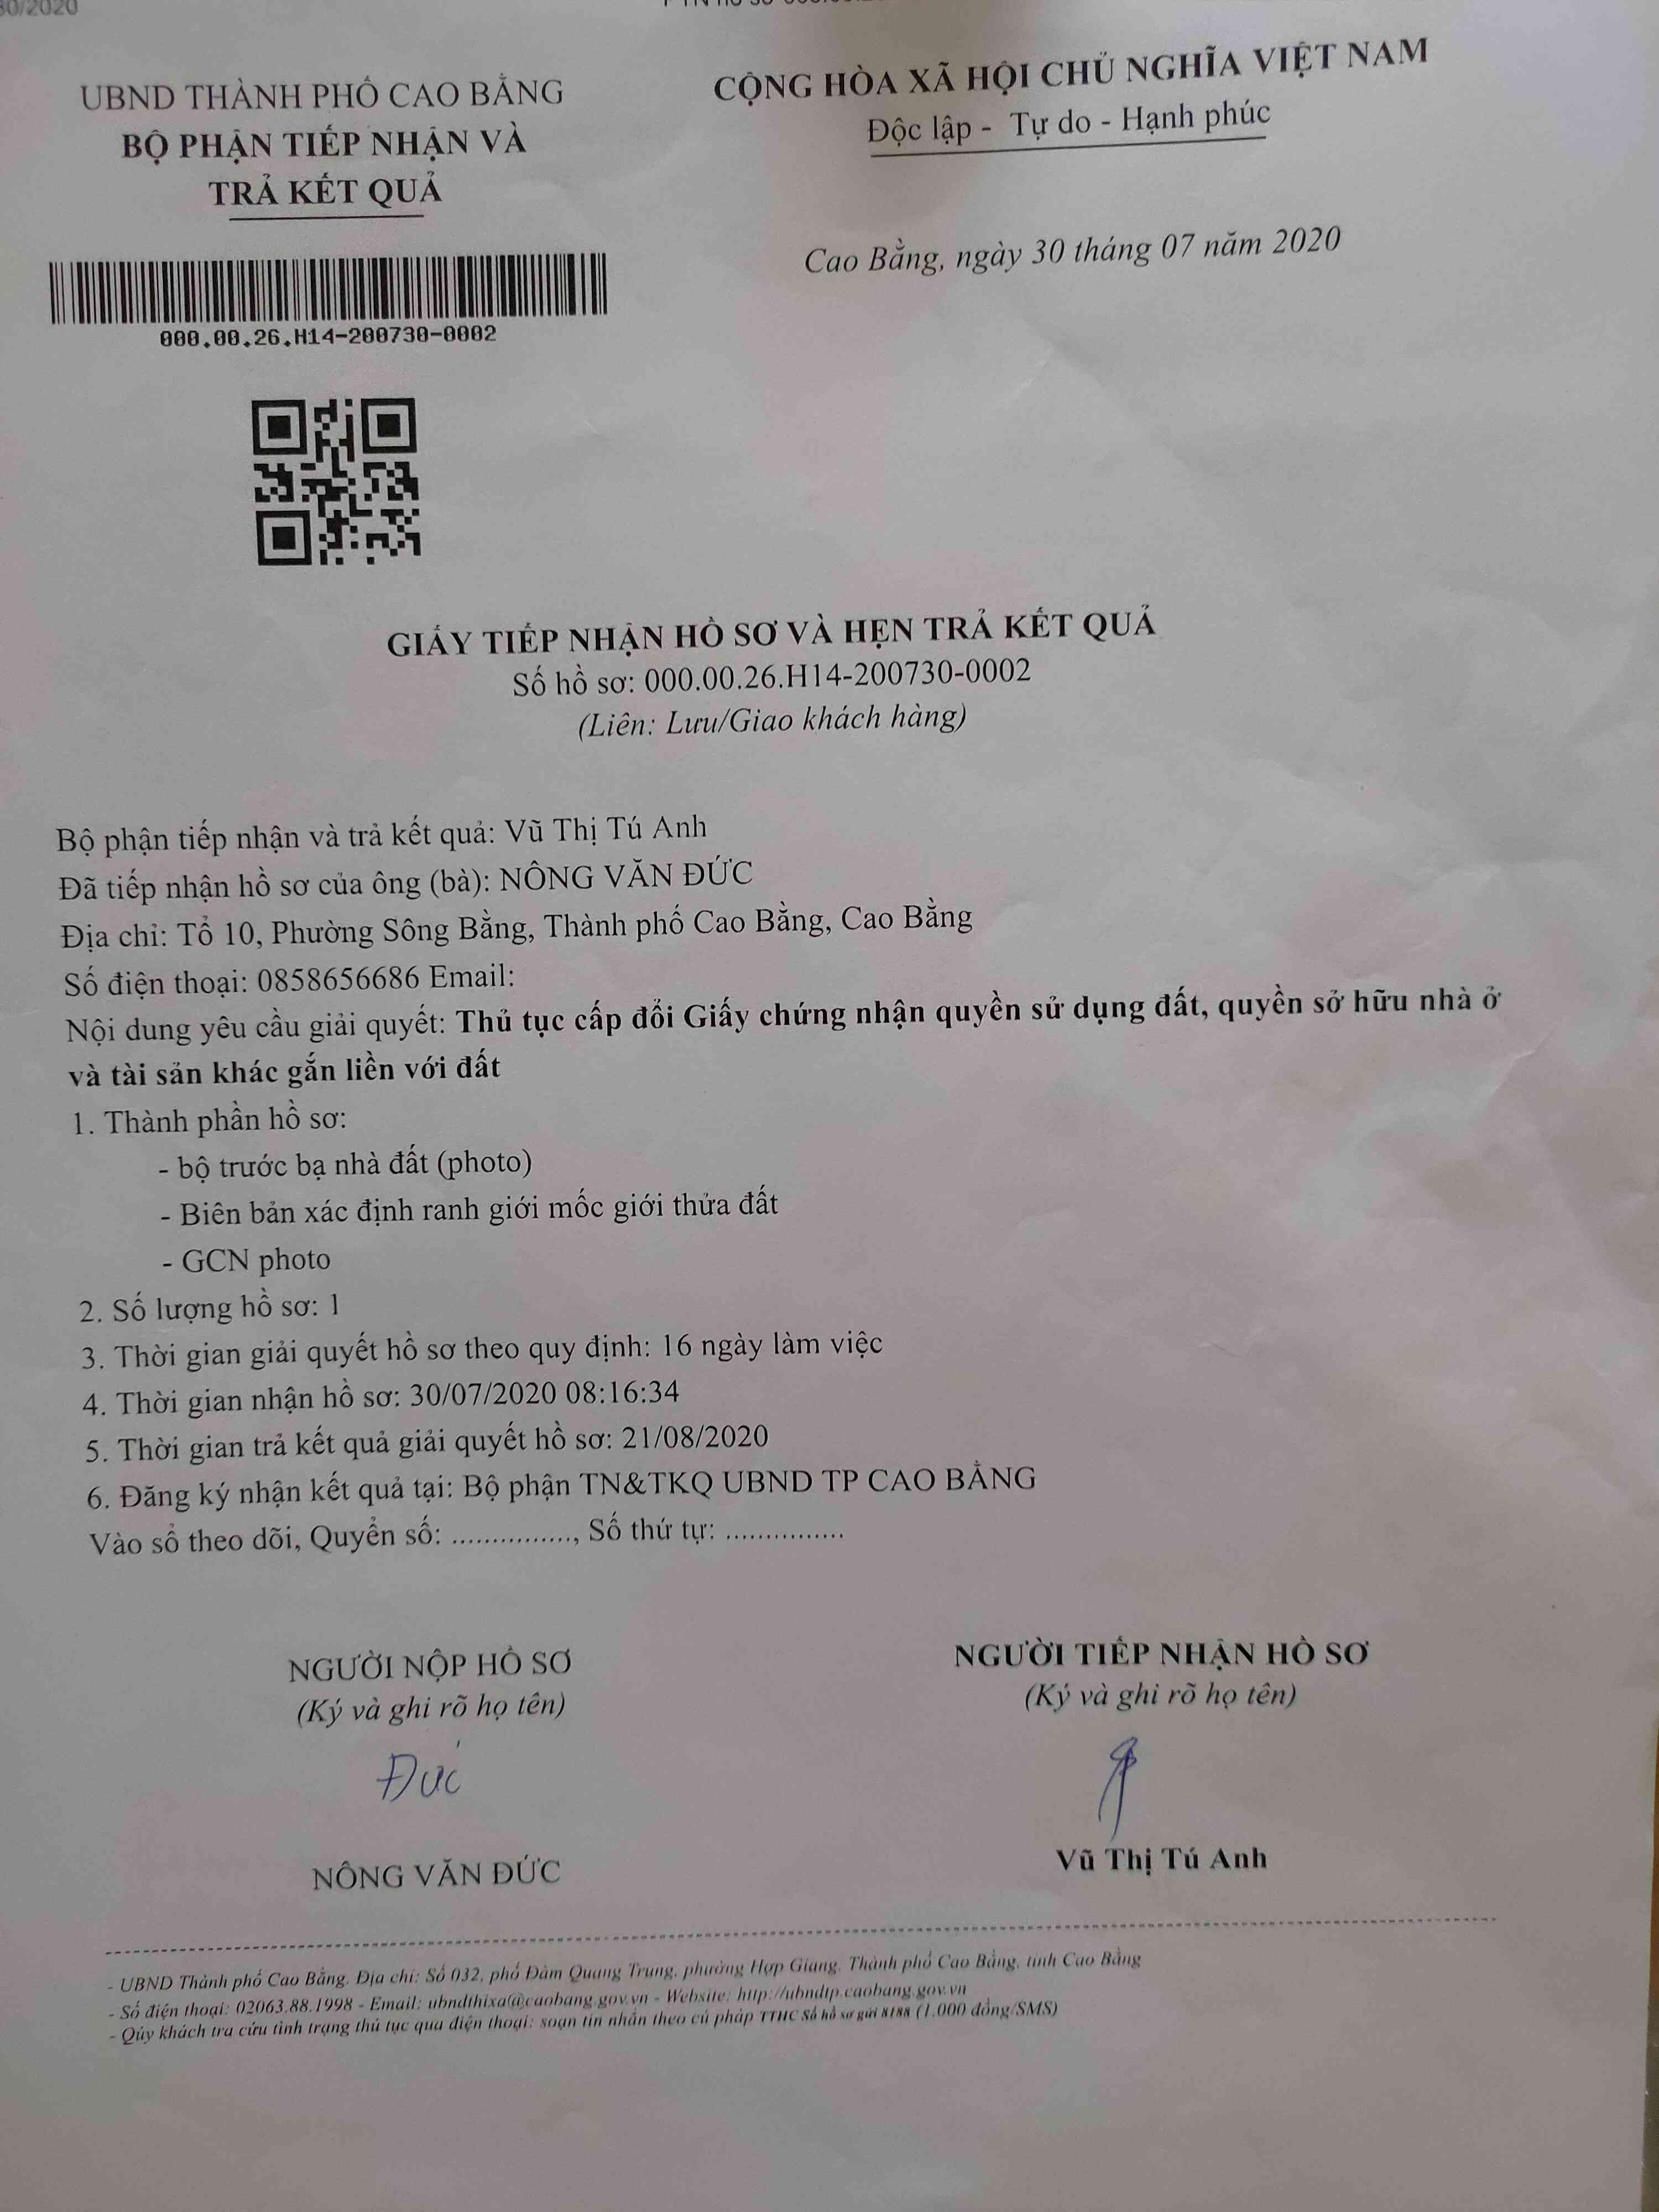 30/2020
UBND THÀNH PHỐ CAO BẰNG
BỘ PHẬN TIẾP NHẬN VÀ
TRẢ KẾT QUẢ
CỘNG HÒA XÃ HỘI CHỦ NGHĨA VIỆT NAM
Độc lập - Tự do - Hạnh phúc
Cao Bằng, ngày 30 tháng 07 năm 2020
000.00.26.H14-200730-0002
GIẤY TIẾP NHẬN HỒ SƠ VÀ HẸN TRẢ KẾT QUẢ
Số hồ sơ: 000.00.26.H14-200730-0002
(Liên: Lưu/Giao khách hàng)
Bộ phận tiếp nhận và trả kết quả: Vũ Thị Tú Anh
Đã tiếp nhận hồ sơ của ông (bà): NÔNG VĂN ĐỨC
Địa chỉ: Tổ 10, Phường Sông Bằng, Thành phố Cao Bằng, Cao Bằng
Số điện thoại: 0858656686 Email:
Nội dung yêu cầu giải quyết: Thủ tục cấp đổi Giấy chứng nhận quyền sử dụng đất, quyền sở hữu nhà ở
và tài sản khác gắn liền với đất
1. Thành phần hồ sơ:
- bộ trước bạ nhà đất (photo)
- Biên bản xác định ranh giới mốc giới thửa đất
- GCN photo
2. Số lượng hồ sơ: 1
3. Thời gian giải quyết hồ sơ theo quy định: 16 ngày làm việc
4. Thời gian nhận hồ sơ: 30/07/2020 08:16:34
5. Thời gian trả kết quả giải quyết hồ sơ: 21/08/2020
6. Đăng ký nhận kết quả tại: Bộ phận TN&TKQ UBND TP CAO BẰNG
Vào sổ theo dõi, Quyển số: ..............., Số thứ tự: ...............
NGƯỜI NỘP HỒ SƠ
(Ký và ghi rõ họ tên)
Đức
NÔNG VĂN ĐỨC
NGƯỜI TIẾP NHẬN HỒ SƠ
(Ký và ghi rõ họ tên)
Vũ Thị Tú Anh
- UBND Thành phố Cao Bằng. Địa chỉ: Số 032, phố Đàm Quang Trung, phường Hợp Giang, Thành phố Cao Bằng, tỉnh Cao Bằng
- Số điện thoại: 02063.88.1998 - Email: ubndthixa@caobang.gov.vn - Website: http://ubndtp.caobang.gov.vn
- Qúy khách tra cứu tình trạng thủ tục qua điện thoại: soạn tin nhắn theo cú pháp TTHC Số hồ sơ gửi 8188 (1.000 đồng/SMS)